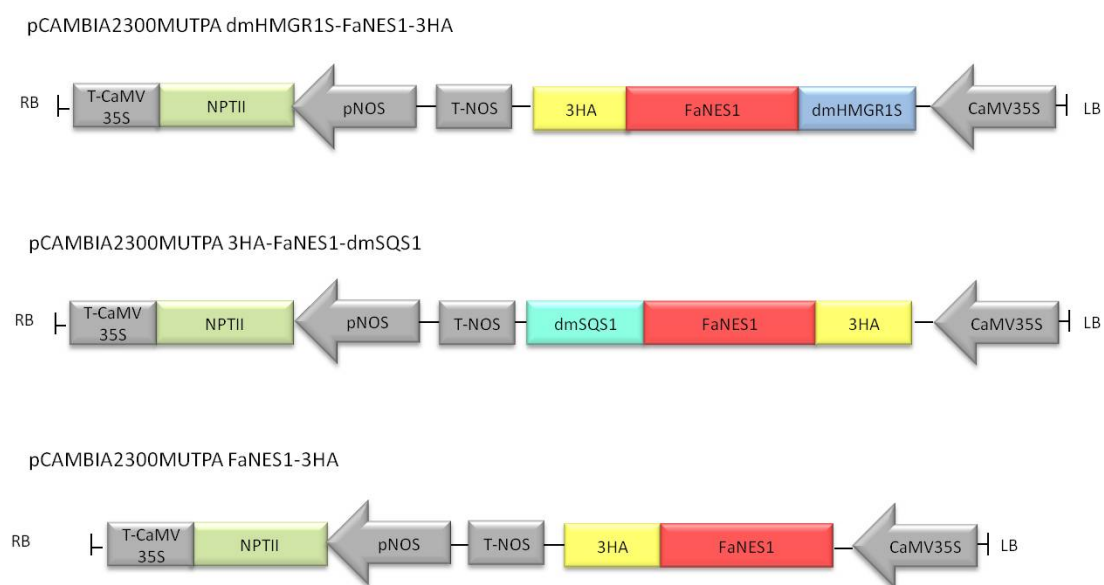 pCAMBIA2300MUTPA dmHMGR1S-FaNES1-3HA
RB T-CaMV NPTII pNOS T-NOS 3HA FaNES1 dmHMGR1S CaMV35S LB
35S
pCAMBIA2300MUTPA 3HA-FaNES1-dmSQS1
RB T-CaMV NPTII pNOS T-NOS dmSQS1 FaNES1 3HA CaMV35S LB
35S
pCAMBIA2300MUTPA FaNES1-3HA
RB T-CaMV NPTII pNOS T-NOS 3HA FaNES1 CaMV35S LB
35S